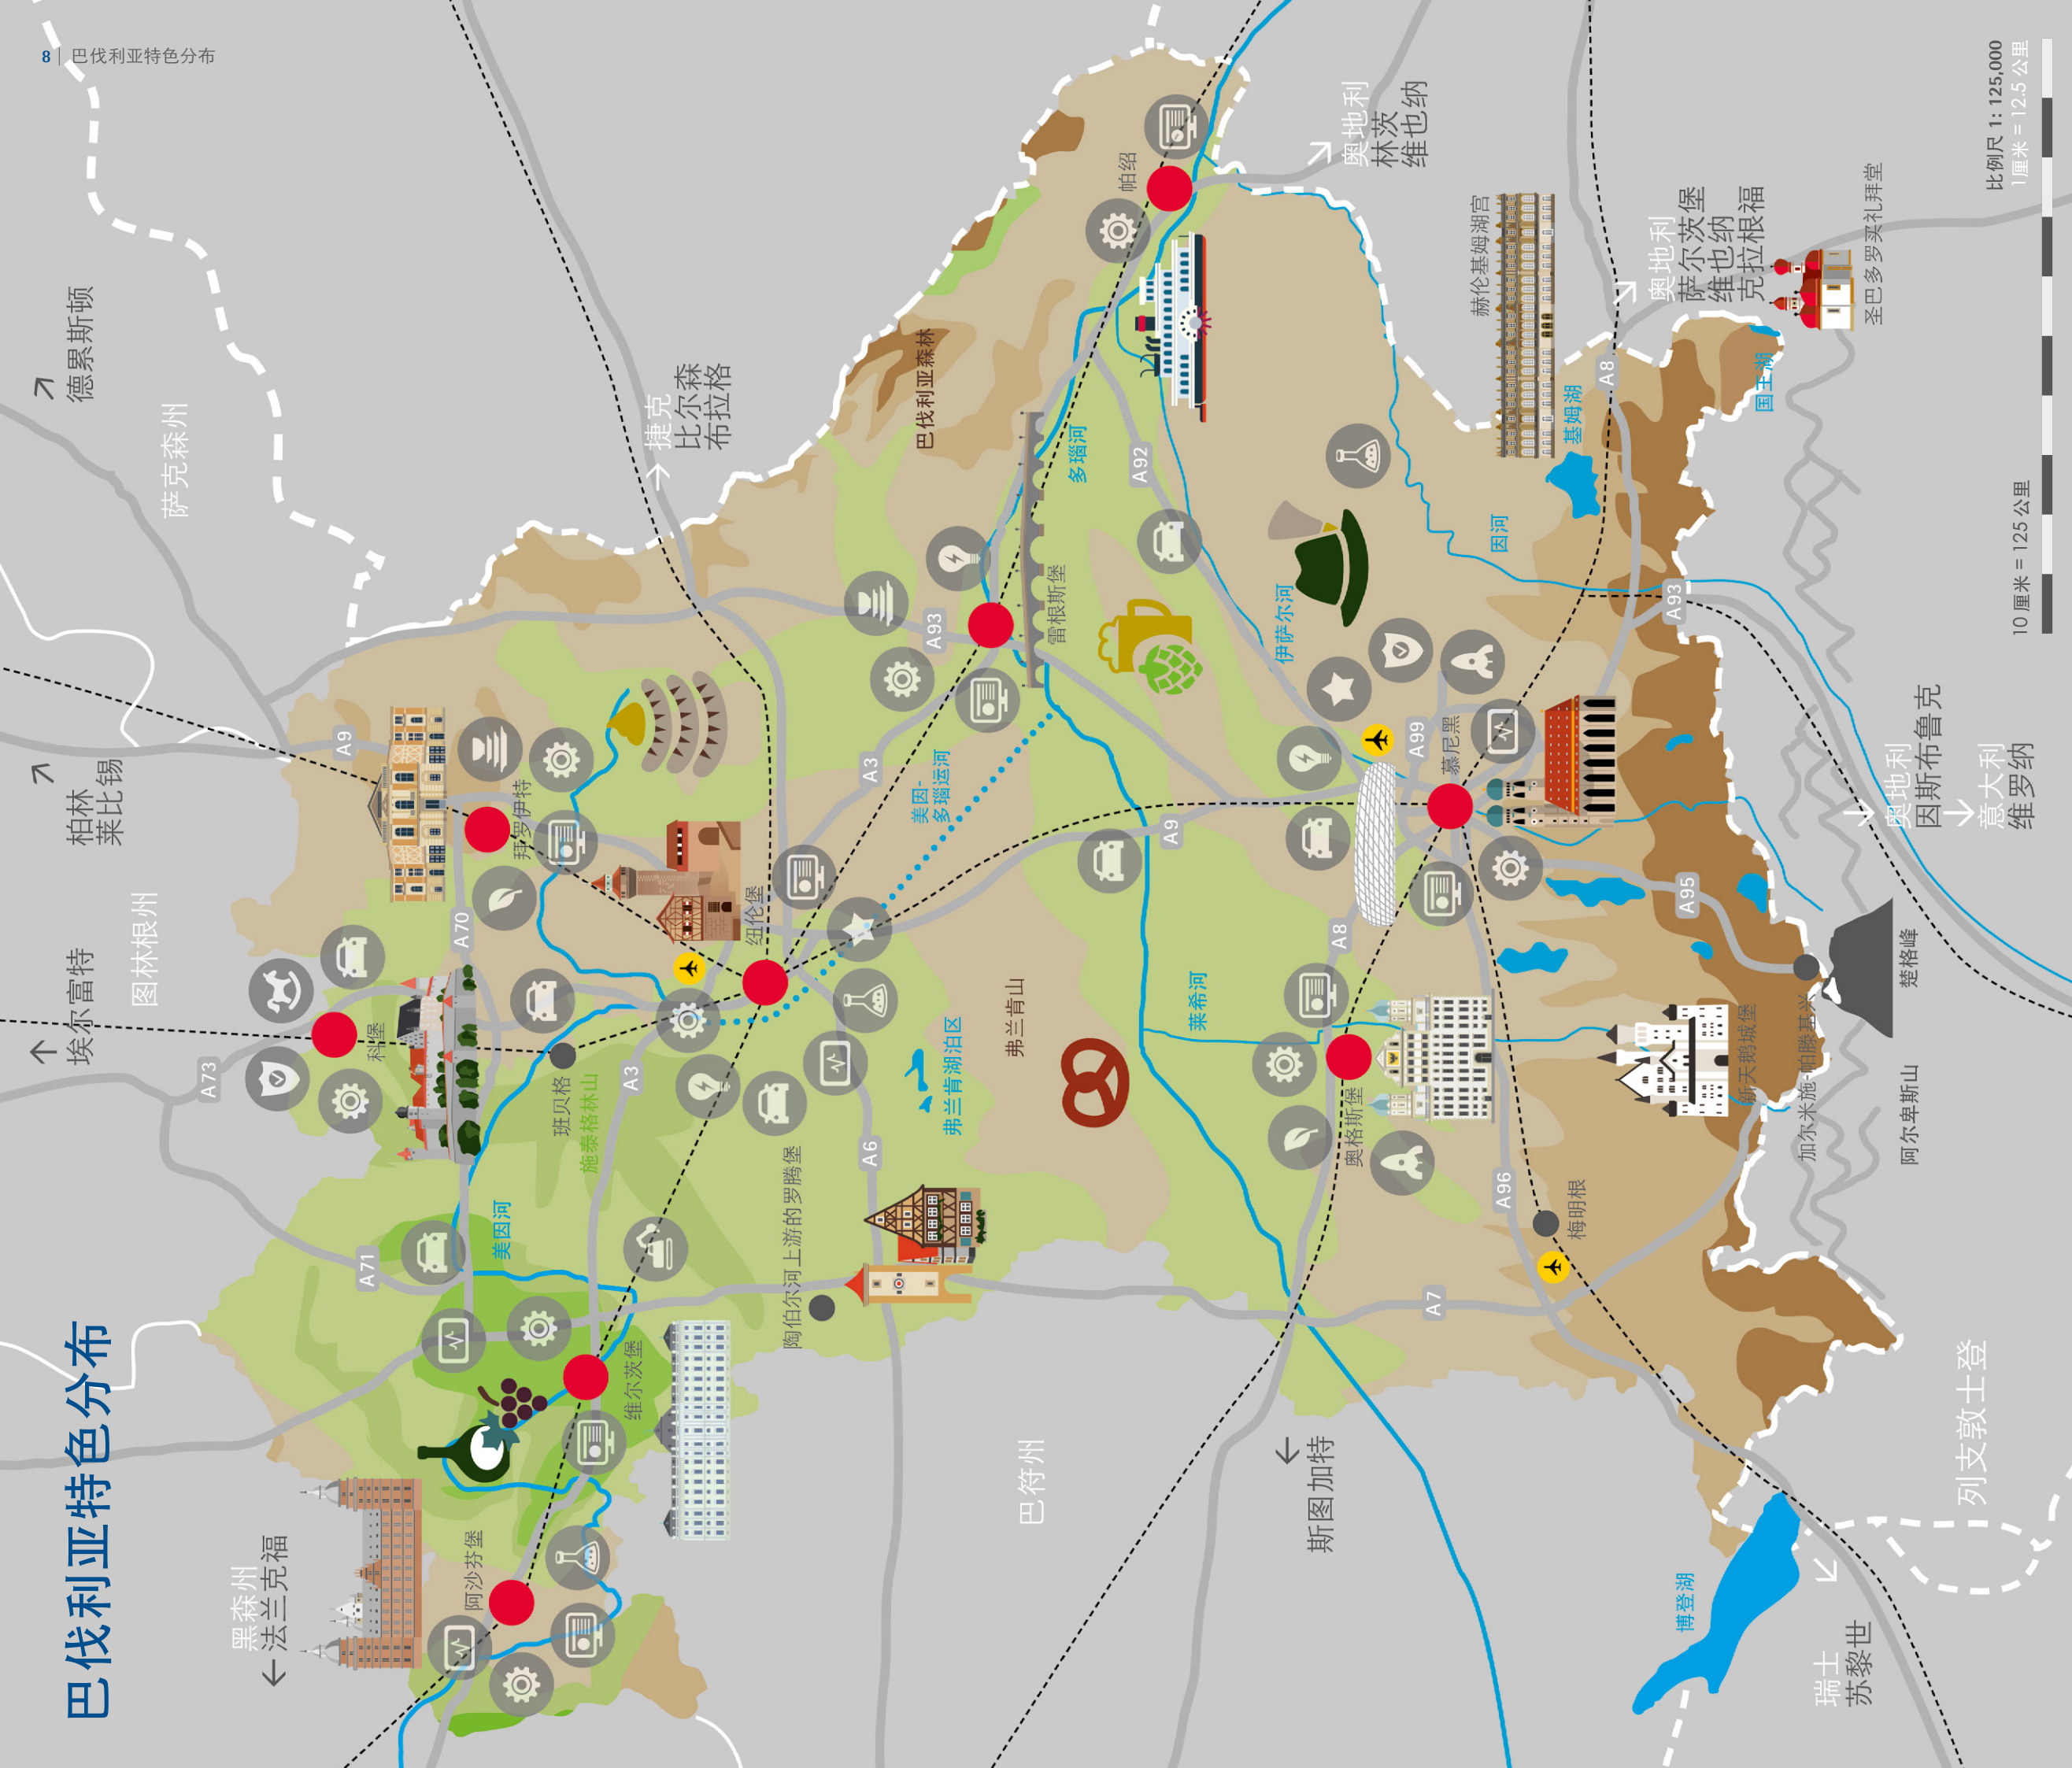 8 | 巴伐利亚特色分布
巴伐利亚特色分布
黑森州
法兰克福
埃尔富特
图林根州
柏林
莱比锡
德累斯顿
萨克森州
捷克
比尔森
布拉格
A73
A9
A70
A71
科堡
拜罗伊特
班贝格
施泰格林山
美因河
阿沙芬堡
维尔茨堡
A3
纽伦堡
A3
A93
美因-
多瑙运河
巴伐利亚森林
陶伯尔河上游的罗腾堡
A6
弗兰肯湖泊区
弗兰肯山
雷根斯堡
多瑙河
帕绍
A92
A9
巴符州
莱希河
伊萨尔河
因河
奥地利
林茨
维也纳
斯图加特
奥格斯堡
A8
A99
慕尼黑
A7
A96
梅明根
A95
A93
A8
赫伦基姆湖宫
基姆湖
国王湖
奥地利
萨尔茨堡
维也纳
克拉根福
圣巴多罗买礼拜堂
新天鹅城堡
加尔米施-帕滕基兴
楚格峰
阿尔卑斯山
奥地利
因斯布鲁克
意大利
维罗纳
博登湖
瑞士
苏黎世
列支敦士登
比例尺 1: 125,000
1厘米 = 12.5 公里
10 厘米 = 125 公里